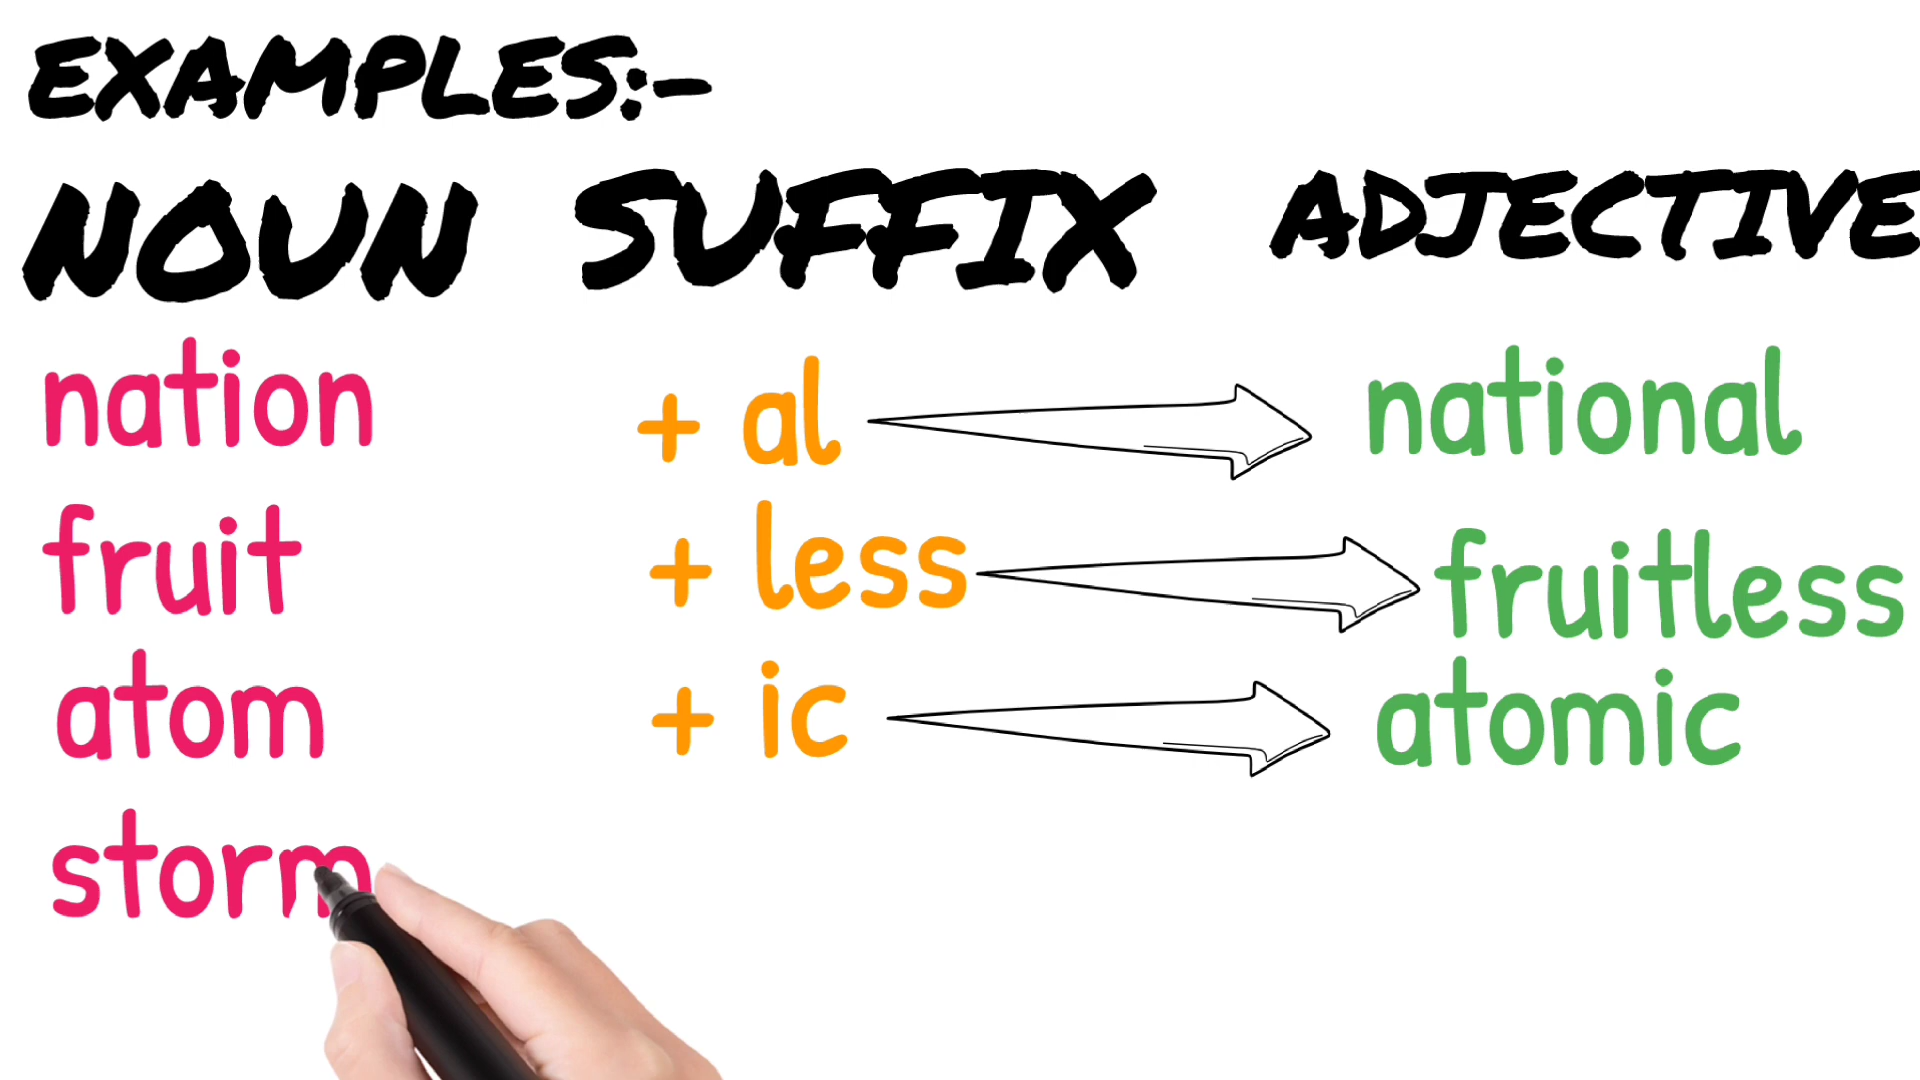 EXAMPLES:-
NOUN SUFFIX ADJECTIVE
nation + al national
fruit + less fruitless
atom + ic atomic
storm